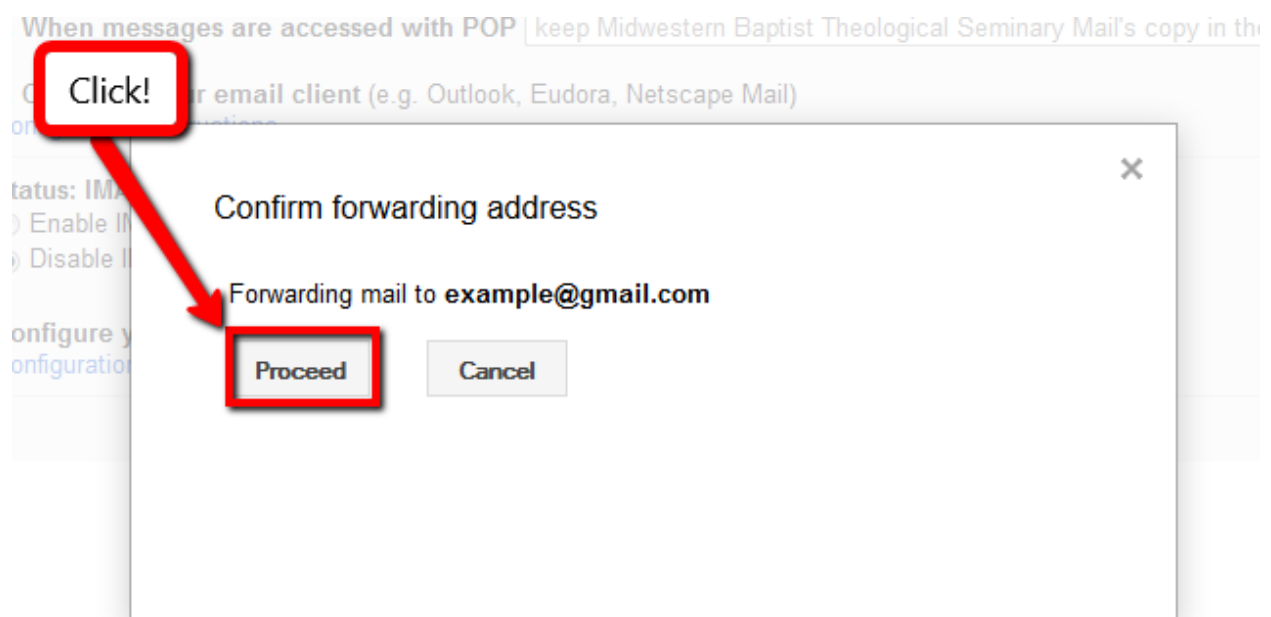 When messages are accessed with POP keep Midwestern Baptist Theological Seminary Mail's copy in the
Click!
r email client (e.g. Outlook, Eudora, Netscape Mail)
Confirm forwarding address
tatus: IMA
Enable IM
Disable I
Forwarding mail to example@gmail.com
onfigure y
onfiguration
Proceed Cancel